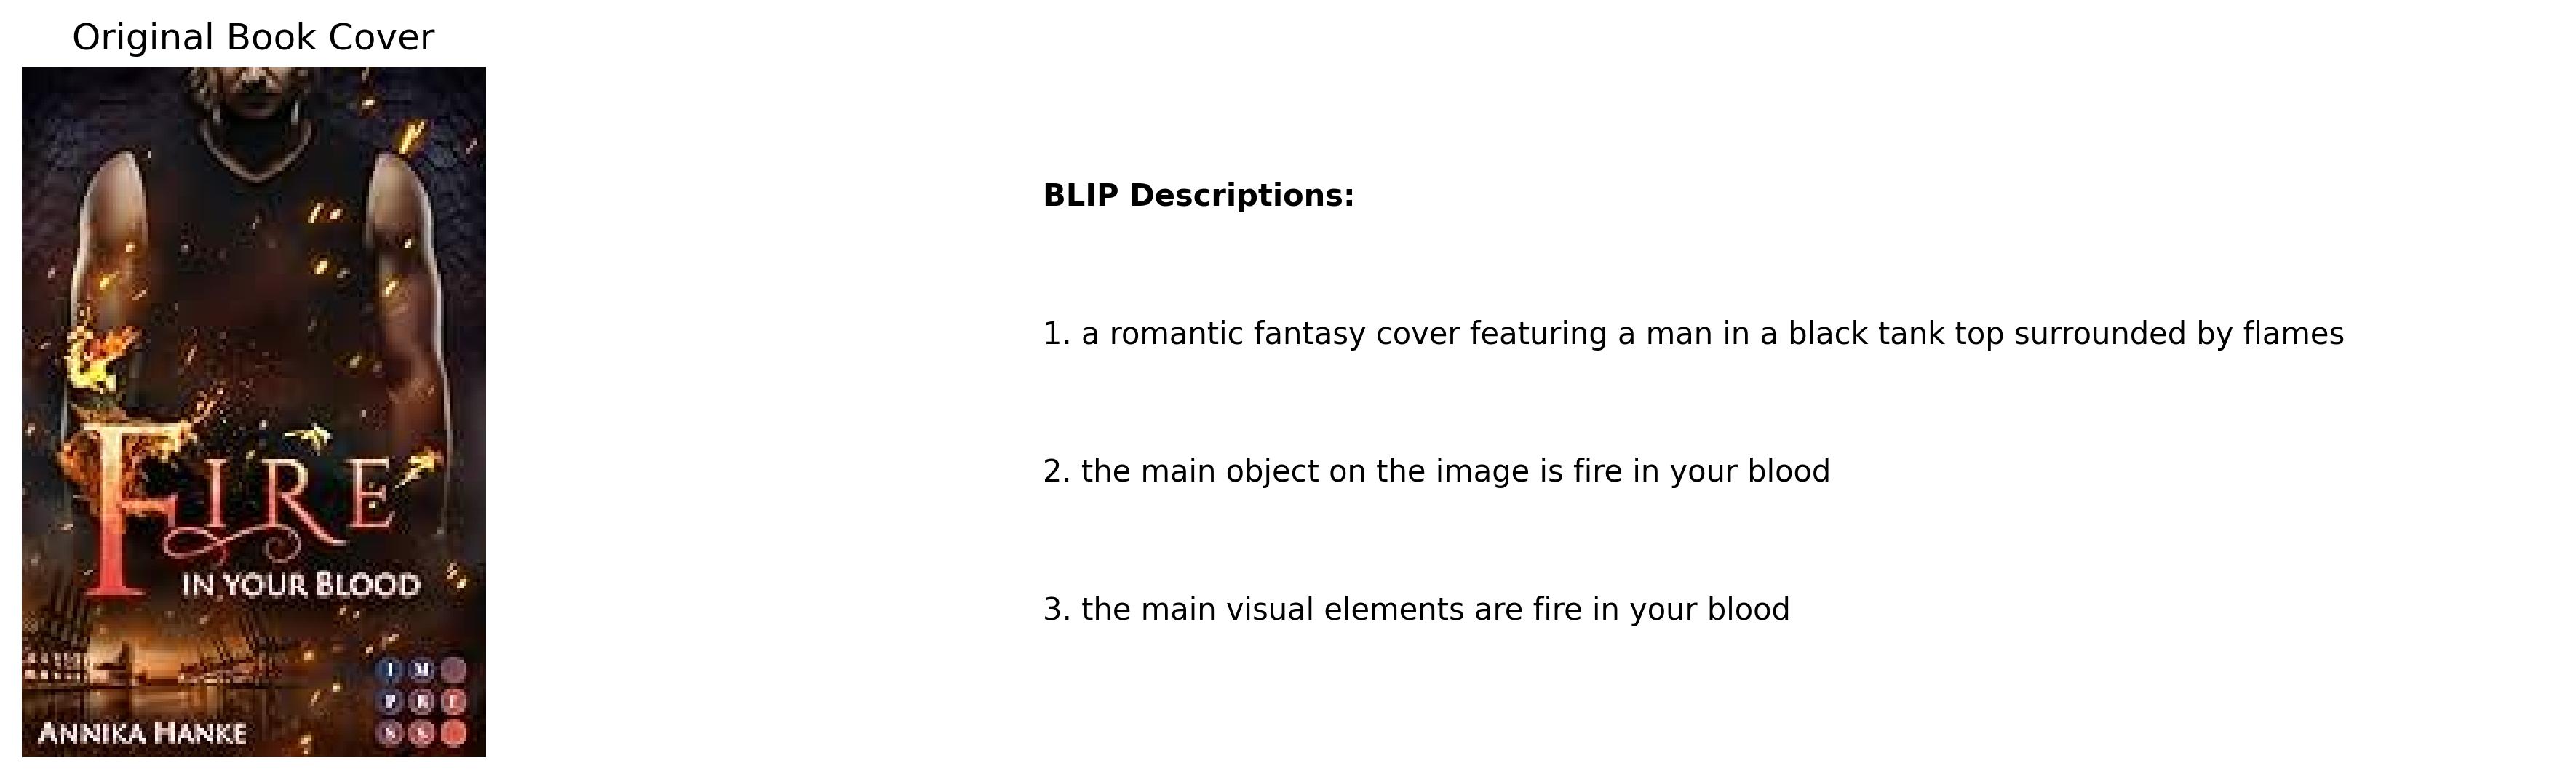 Original Book Cover
FIRE
IN YOUR BLOOD
I M
P R E
S S
ANNIKA HANKE
BLIP Descriptions:
1. a romantic fantasy cover featuring a man in a black tank top surrounded by flames
2. the main object on the image is fire in your blood
3. the main visual elements are fire in your blood